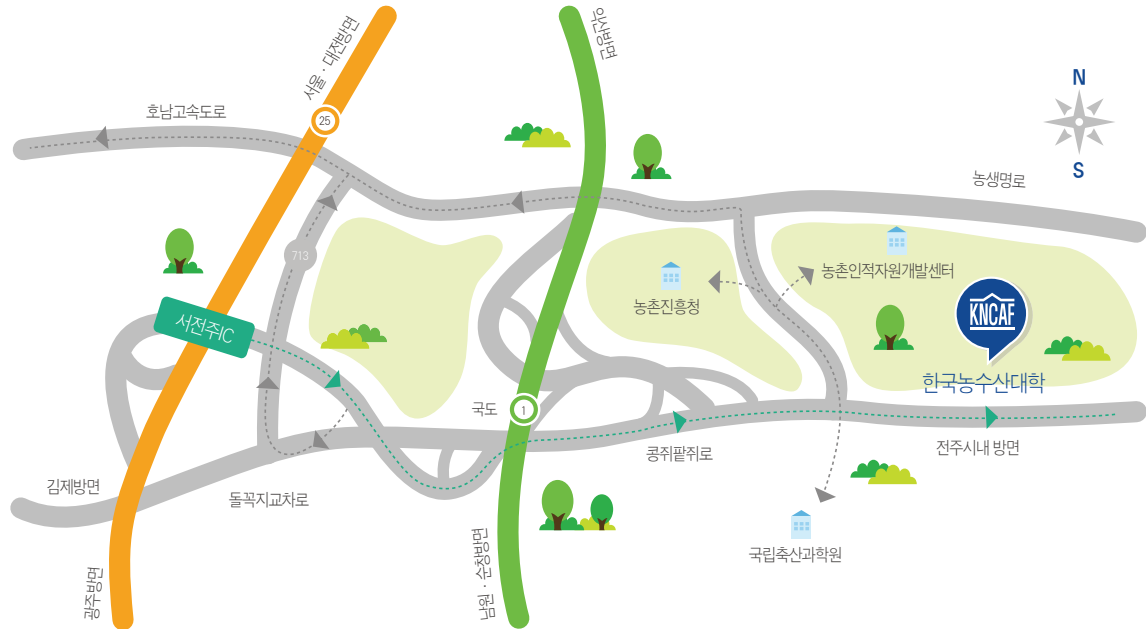 익산방면
서울 · 대전방면
N
호남고속도로
25
S
농생명로
713
농촌인적자원개발센터
농촌진흥청
KNCAF
서전주IC
한국농수산대학
국도
1
콩쥐팥쥐로
전주시내 방면
김제방면
돌꼭지교차로
국립축산과학원
남원 · 순창방면
광주방면